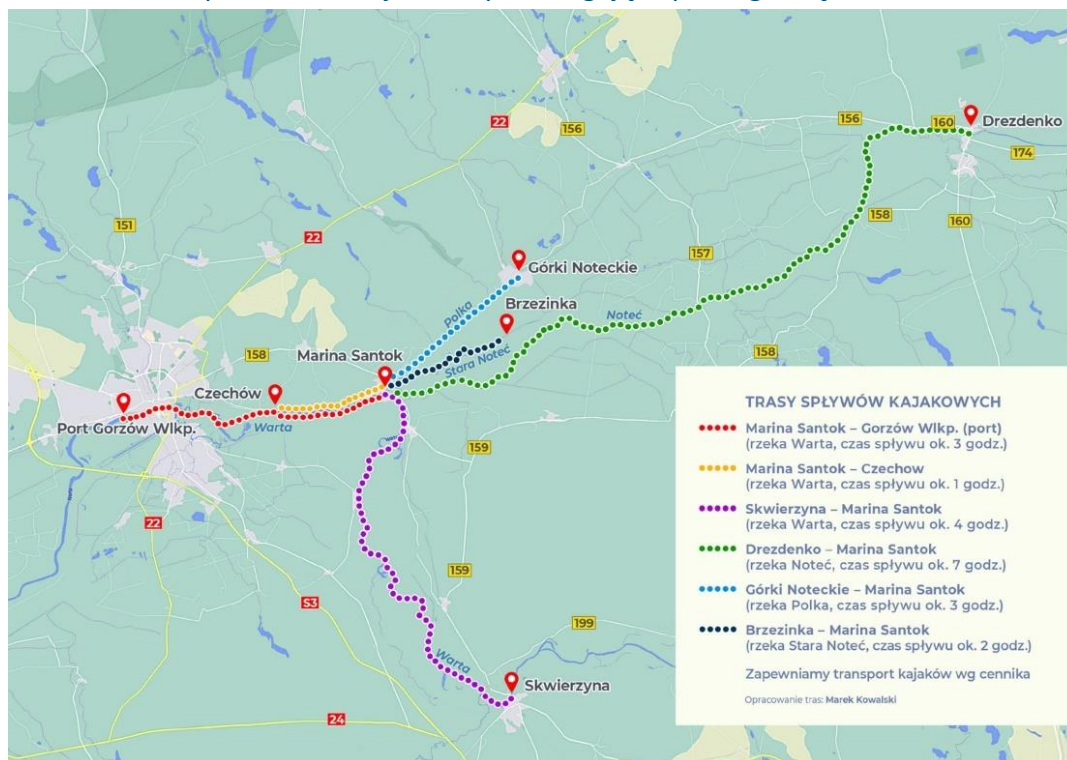 22
156
156
160
Drezdenko
174
151
158
160
22
157
Górki Noteckie
Polka
Brzezinka
Noteć
158
Marina Santok
Stara Noteć
158
Czechów
Port Gorzów Wlkp.
Warta
159
22
159
S3
199
Warta
Skwierzyna
24
TRASY SPŁYWÓW KAJAKOWYCH
Marina Santok – Gorzów Wlkp. (port)
(rzeka Warta, czas spływu ok. 3 godz.)
Marina Santok – Czechow
(rzeka Warta, czas spływu ok. 1 godz.)
Skwierzyna – Marina Santok
(rzeka Warta, czas spływu ok. 4 godz.)
Drezdenko – Marina Santok
(rzeka Noteć, czas spływu ok. 7 godz.)
Górki Noteckie – Marina Santok
(rzeka Polka, czas spływu ok. 3 godz.)
Brzezinka – Marina Santok
(rzeka Stara Noteć, czas spływu ok. 2 godz.)
Zapewniamy transport kajaków wg cennika
Opracowanie tras: Marek Kowalski